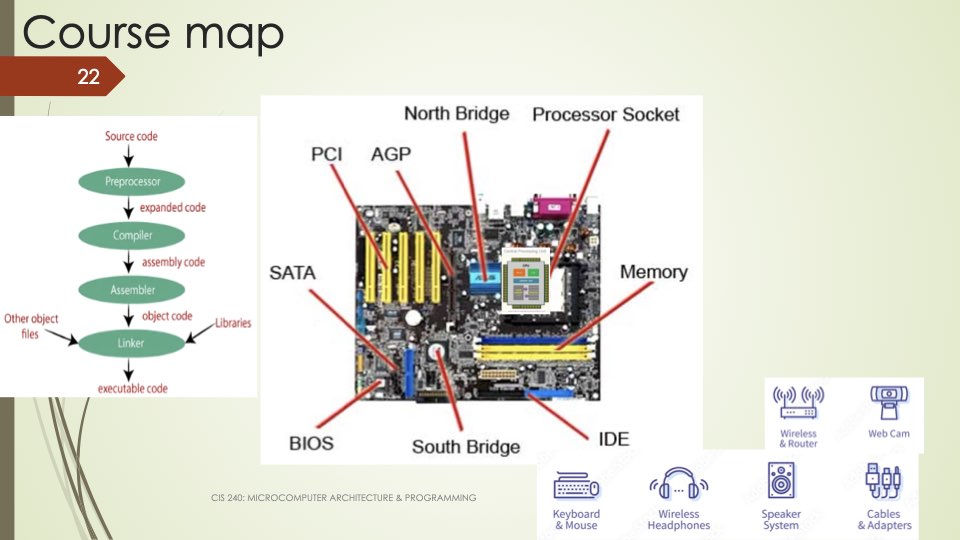 Course map
22
Source code
Preprocessor
expanded code
Compiler
assembly code
Assembler
object code
Other object
files
Libraries
Linker
executable code
North Bridge
Processor Socket
PCI
AGP
SATA
Memory
BIOS
South Bridge
IDE
Wireless
& Router
Web Cam
Keyboard
& Mouse
Wireless
Headphones
Speaker
System
Cables
& Adapters
CIS 240: MICROCOMPUTER ARCHITECTURE & PROGRAMMING